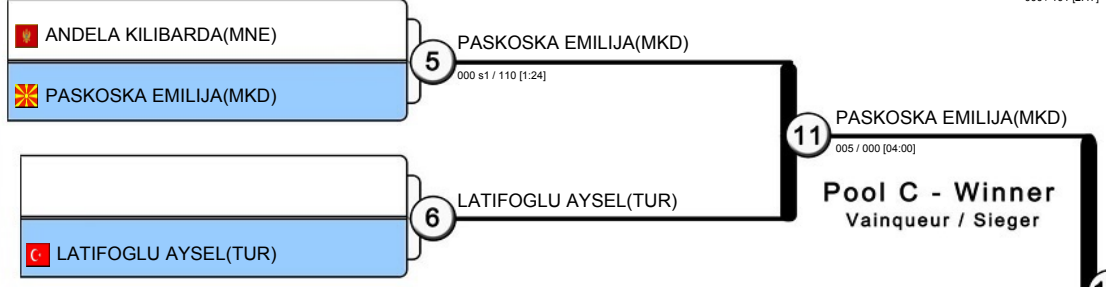 ANDELA KILIBARDA(MNE)
PASKOSKA EMILIJA(MKD)
5
PASKOSKA EMILIJA(MKD)
000 s1 / 110 [1:24]
LATIFOGLU AYSEL(TUR)
6
LATIFOGLU AYSEL(TUR)
11
PASKOSKA EMILIJA(MKD)
005 / 000 [04:00]
Pool C - Winner
Vainqueur / Sieger